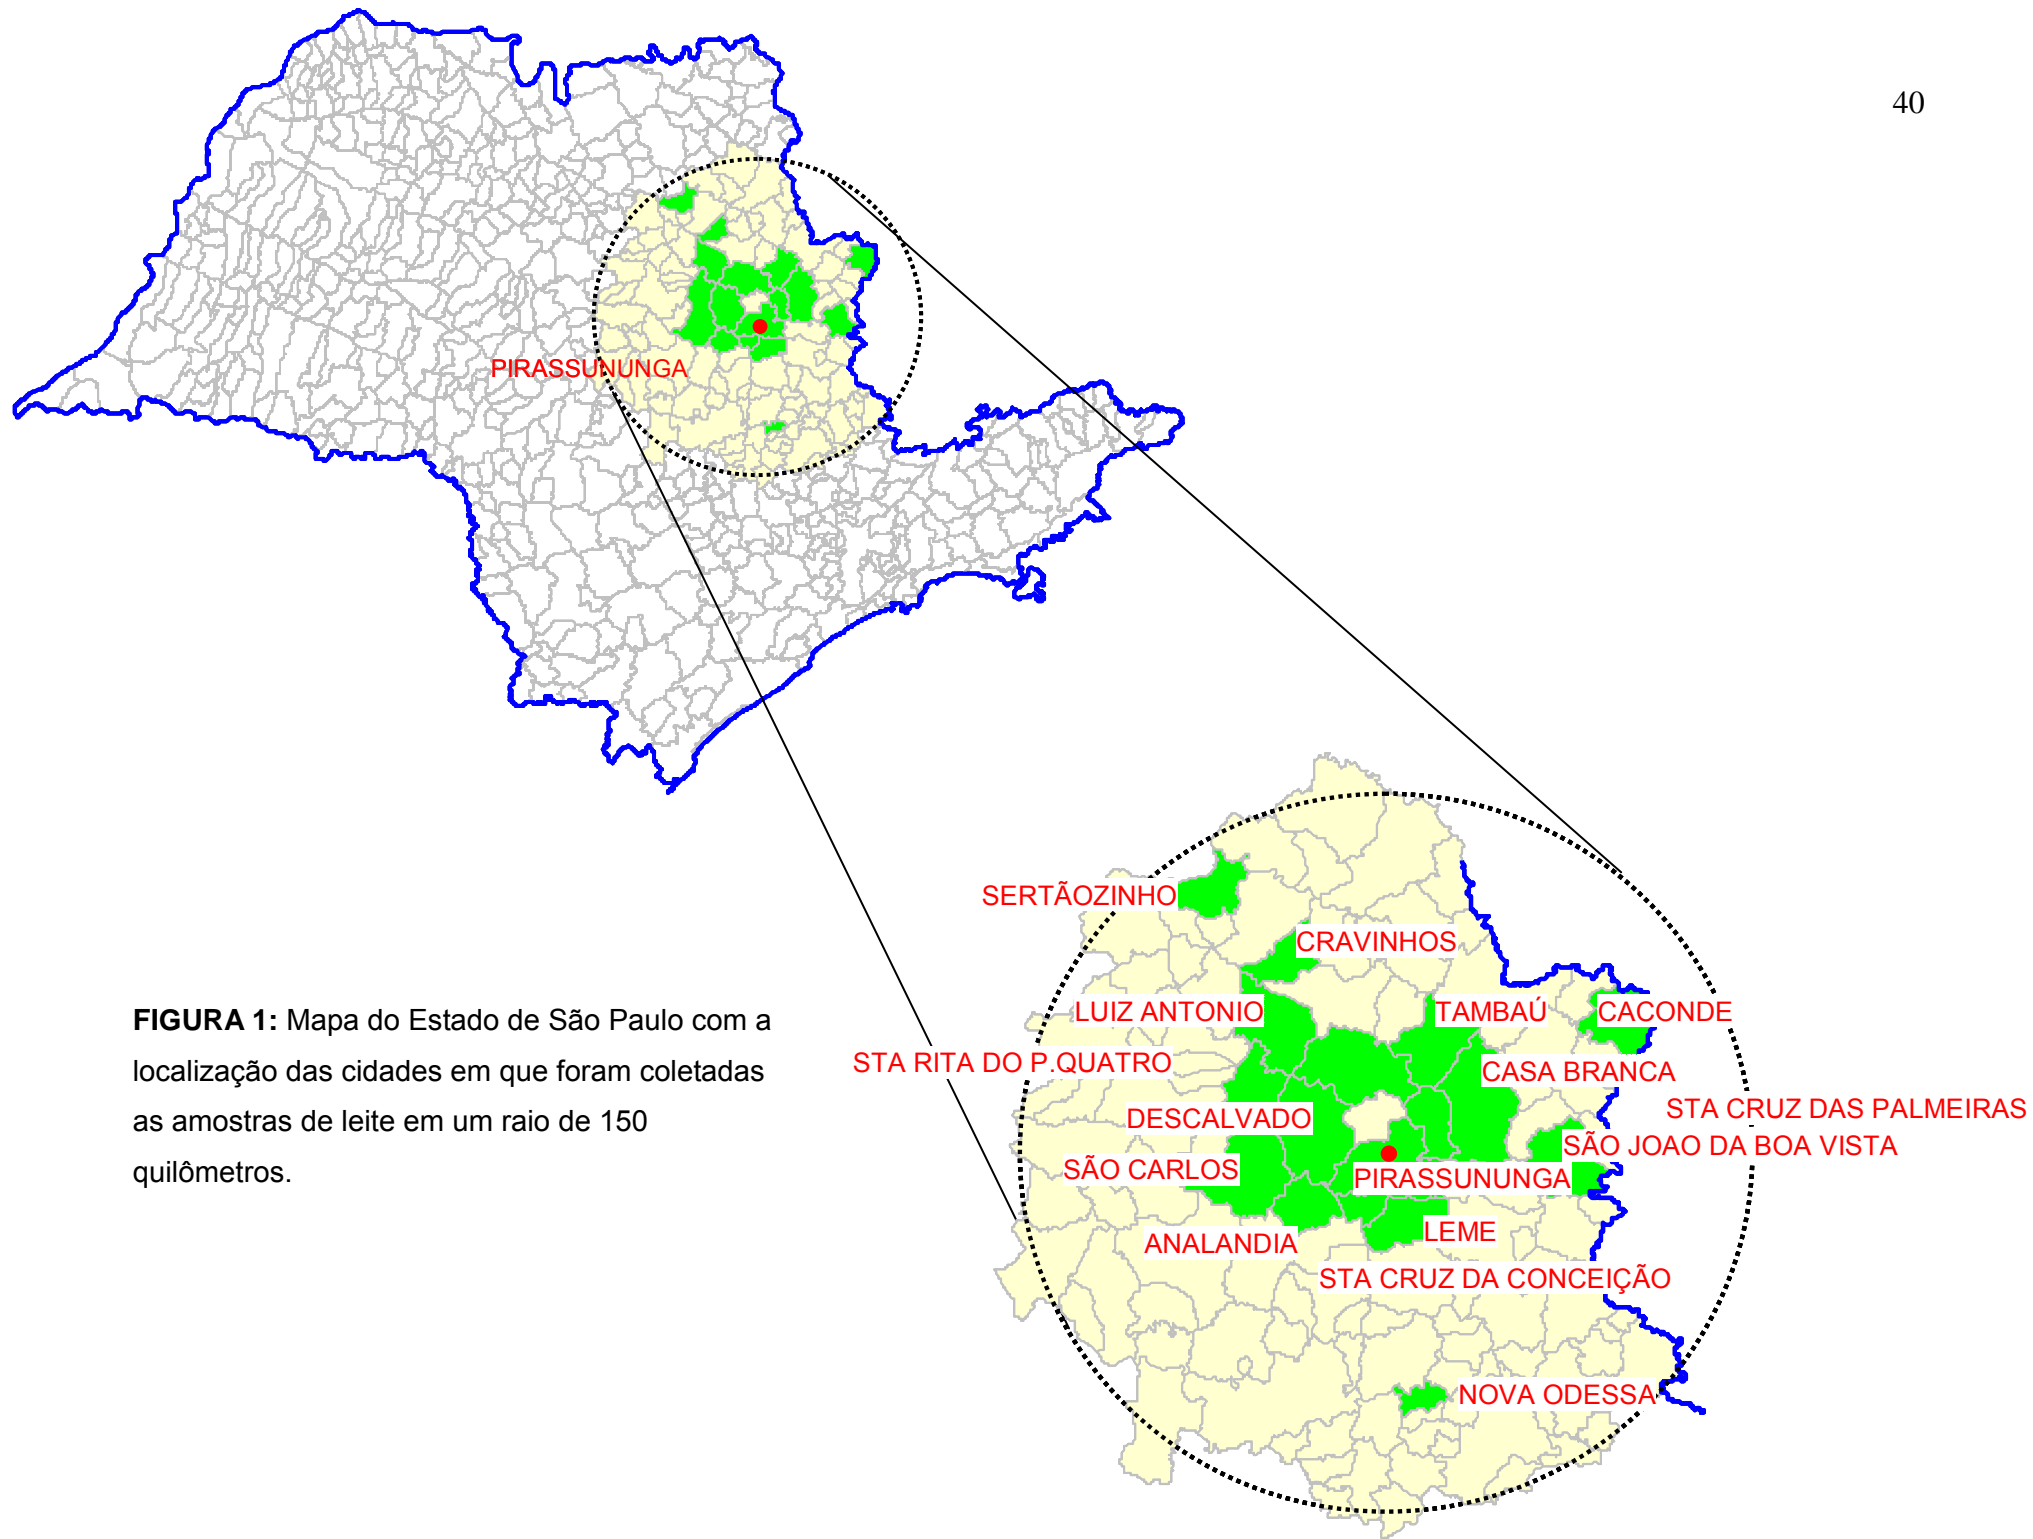 40
PIRASSUNUNGA
SERTÃOZINHO
CRAVINHOS
LUIZ ANTONIO
TAMBAÚ
CACONDE
STA RITA DO P.QUATRO
CASA BRANCA
STA CRUZ DAS PALMEIRAS
DESCALVADO
SÃO JOAO DA BOA VISTA
SÃO CARLOS
PIRASSUNUNGA
LEME
ANALANDIA
STA CRUZ DA CONCEIÇÃO
NOVA ODESSA
FIGURA 1: Mapa do Estado de São Paulo com a
localização das cidades em que foram coletadas
as amostras de leite em um raio de 150
quilômetros.